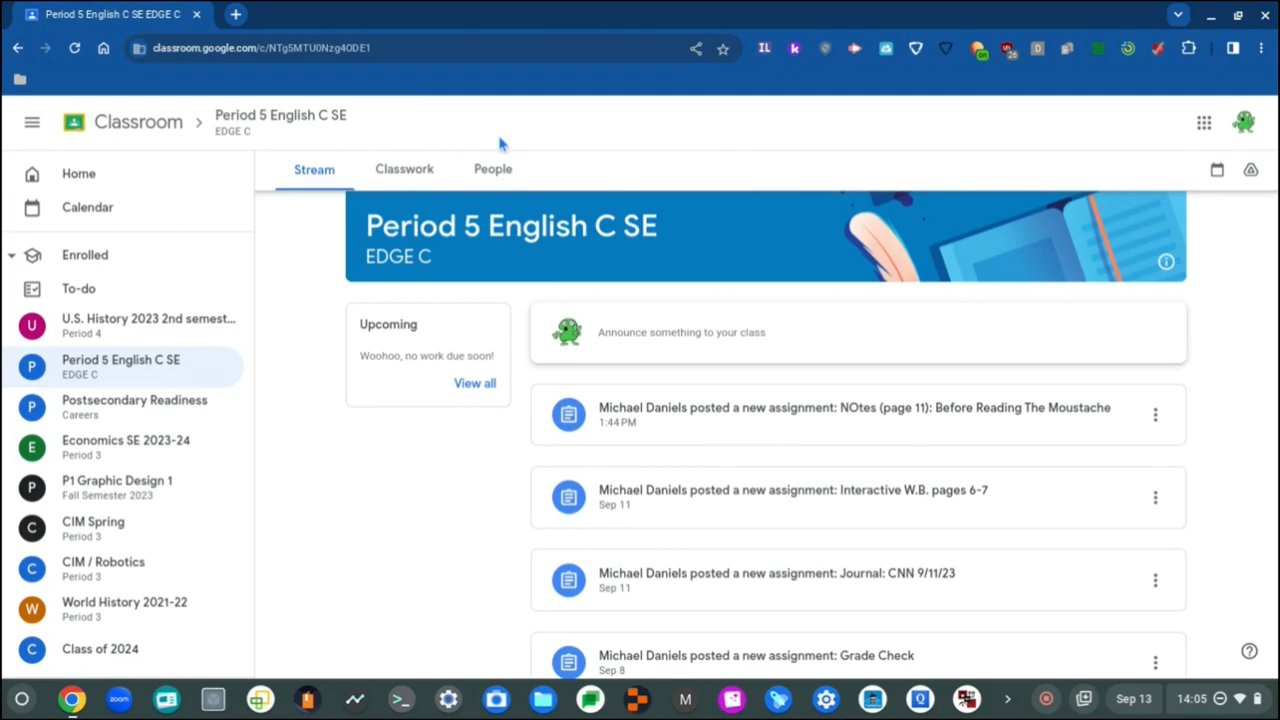 Period 5 English C SE EDGE C
classroom.google.com/c/NTg5MTU0Nzg4ODE1
IL
k
on
26
D
Classroom
Period 5 English C SE
EDGE C
Stream
Classwork
People
Home
Calendar
Enrolled
To-do
U
U.S. History 2023 2nd semest...
Period 4
P
Period 5 English C SE
EDGE C
P
Postsecondary Readiness
Careers
E
Economics SE 2023-24
Period 3
P
P1 Graphic Design 1
Fall Semester 2023
C
CIM Spring
Period 3
C
CIM / Robotics
Period 3
W
World History 2021-22
Period 3
C
Class of 2024
Period 5 English C SE
EDGE C
Upcoming
Woohoo, no work due soon!
View all
Announce something to your class
Michael Daniels posted a new assignment: NOtes (page 11): Before Reading The Moustache
1:44 PM
Michael Daniels posted a new assignment: Interactive W.B. pages 6-7
Sep 11
Michael Daniels posted a new assignment: Journal: CNN 9/11/23
Sep 11
Michael Daniels posted a new assignment: Grade Check
Sep 8
zoom
M
Q
Sep 13
14:05